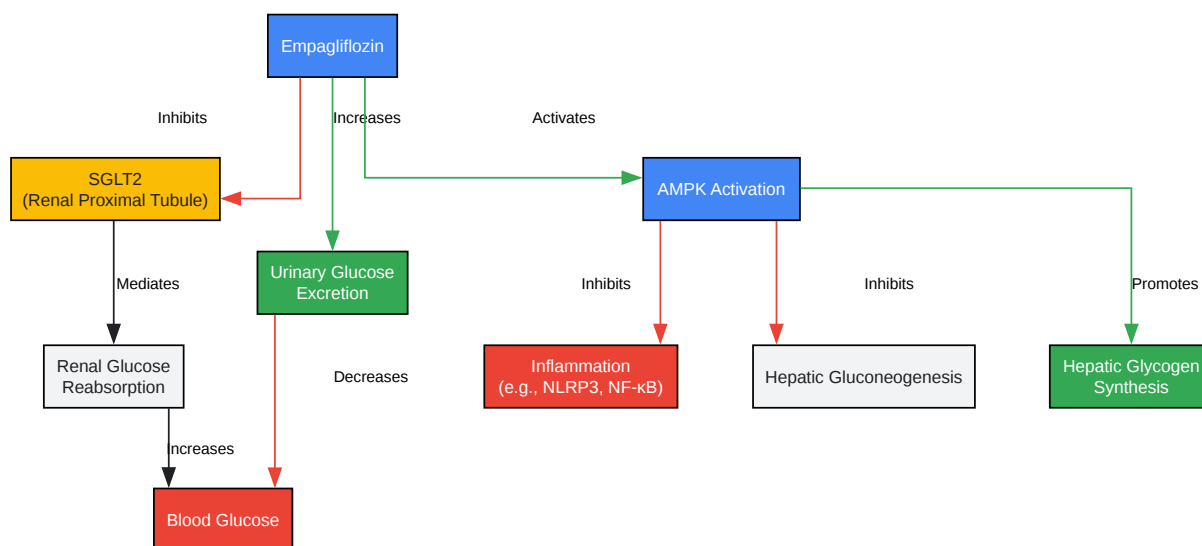 Empagliflozin
Inhibits
Increases
Activates
SGLT2
(Renal Proximal Tubule)
AMPK Activation
Urinary Glucose
Excretion
Mediates
Inhibits
Inhibits
Promotes
Renal Glucose
Reabsorption
Decreases
Inflammation
(e.g., NLRP3, NF-κB)
Hepatic Gluconeogenesis
Hepatic Glycogen
Synthesis
Increases
Blood Glucose